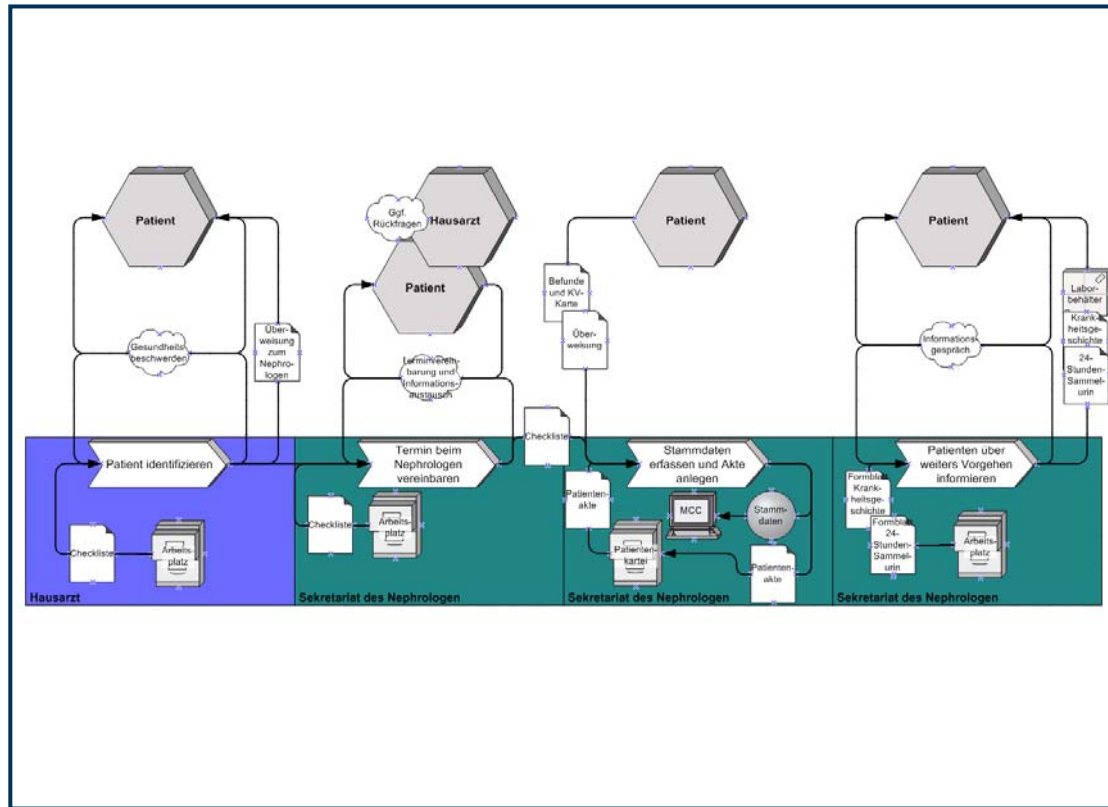 Patient
Gesundheits
beschwerden
Über-
weisung
zum
Nephro-
logen
Ggf.
Rückfragen
Hausarzt
Patient
Terminverein-
barung und
Informations-
austausch
Befunde
und KV-
Karte
Über-
weisung
Patient
Patient
Informations
gespräch
Labor-
behälter
Krank-
heitsge-
schichte
24-
Stunden-
Sammel-
urin
Patient identifizieren
Checkliste
Arbeits-
platz
Hausarzt
Termin beim
Nephrologen
vereinbaren
Checkliste
Arbeits-
platz
Sekretariat des Nephrologen
Checkliste
Stammdaten
erfassen und Akte
anlegen
Patienten-
akte
MCC
Stamm-
daten
Patienten-
kartei
Patienten-
akte
Sekretariat des Nephrologen
Patienten über
weiters Vorgehen
informieren
Formblatt
Krank-
heitsge-
schichte
Formblatt
24-
Stunden-
Sammel-
urin
Arbeits-
platz
Sekretariat des Nephrologen